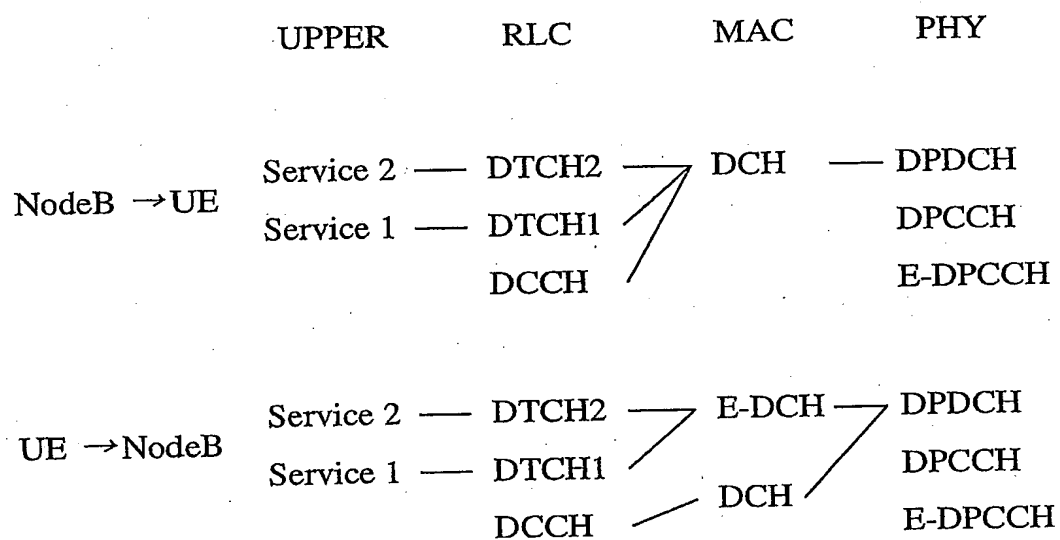 UPPER RLC MAC PHY
NodeB → UE
Service 2 DTCH2 DCH DPDCH
Service 1 DTCH1 DPCCH
DCCH E-DPCCH
UE → NodeB
Service 2 DTCH2 E-DCH DPDCH
Service 1 DTCH1 DPCCH
DCCH DCH E-DPCCH